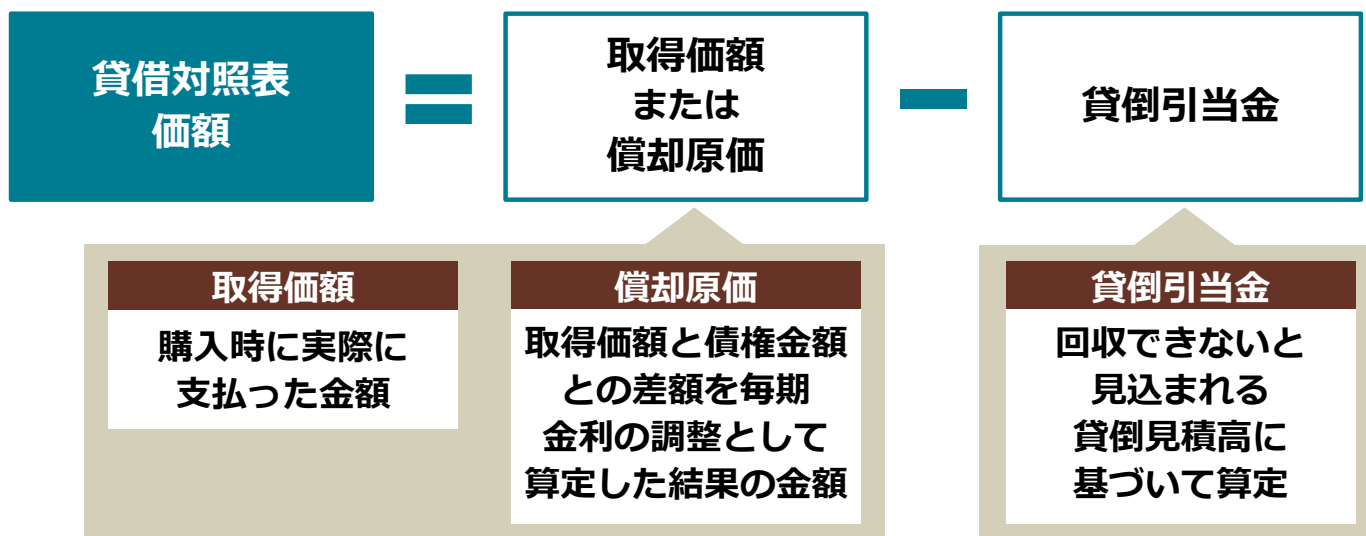 貸借対照表
価額
＝
取得価額
または
償却原価
－
貸倒引当金
取得価額
購入時に実際に
支払った金額
償却原価
取得価額と債権金額
との差額を毎期
金利の調整として
算定した結果の金額
貸倒引当金
回収できないと
見込まれる
貸倒見積高に
基づいて算定